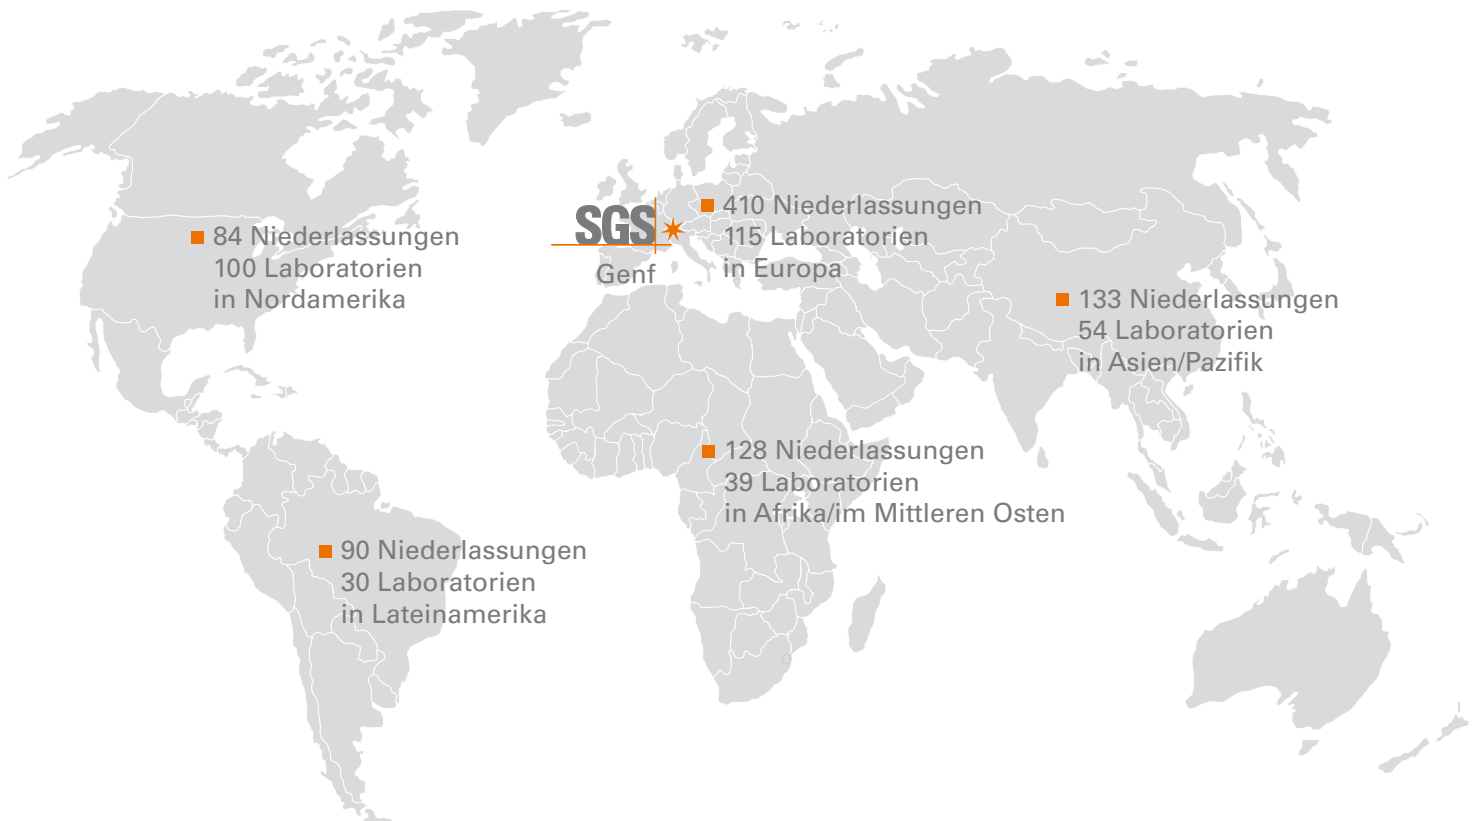 SGS
Genf
410 Niederlassungen
115 Laboratorien
in Europa
84 Niederlassungen
100 Laboratorien
in Nordamerika
133 Niederlassungen
54 Laboratorien
in Asien/Pazifik
128 Niederlassungen
39 Laboratorien
in Afrika/im Mittleren Osten
90 Niederlassungen
30 Laboratorien
in Lateinamerika